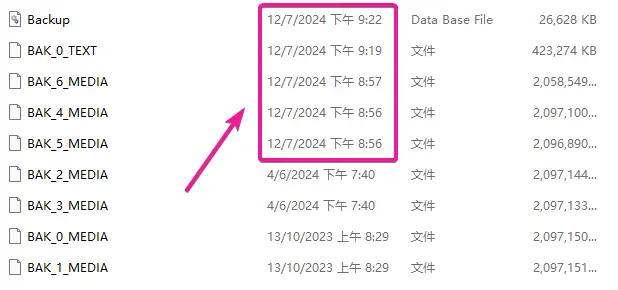 Backup 12/7/2024 下午 9:22 Data Base File 26,628 KB
BAK_0_TEXT 12/7/2024 下午 9:19 文件 423,274 KB
BAK_6_MEDIA 12/7/2024 下午 8:57 文件 2,058,549...
BAK_4_MEDIA 12/7/2024 下午 8:56 文件 2,097,100...
BAK_5_MEDIA 12/7/2024 下午 8:56 文件 2,096,890...
BAK_2_MEDIA 4/6/2024 下午 7:40 文件 2,097,144...
BAK_3_MEDIA 4/6/2024 下午 7:40 文件 2,097,133...
BAK_0_MEDIA 13/10/2023 上午 8:29 文件 2,097,150...
BAK_1_MEDIA 13/10/2023 上午 8:29 文件 2,097,151...